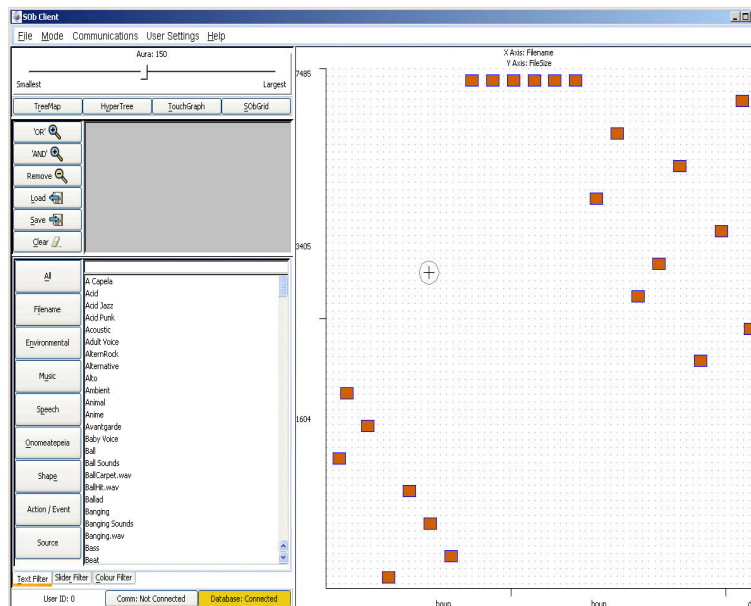 SOb Client
File Mode Communications User Settings Help
Aura: 150
Smallest Largest
TreeMap HyperTree TouchGraph SObGrid
'OR'
'AND'
Remove
Load
Save
Clear
All
Filename
Environmental
Music
Speech
Onomeatepeia
Shape
Action / Event
Source
A Capela
Acid
Acid Jazz
Acid Punk
Acoustic
Adult Voice
AlternRock
Alternative
Alto
Ambient
Animal
Anime
Avantgarde
Baby Voice
Ball
Ball Sounds
BallCarpet.wav
BallHit.wav
Ballad
Banging
Banging Sounds
Banging.wav
Bass
Beat
Text Filter Slider Filter Colour Filter
User ID: 0 Comm: Not Connected Database: Connected
X Axis: Filename
Y Axis: FileSize
7485
3405
1604